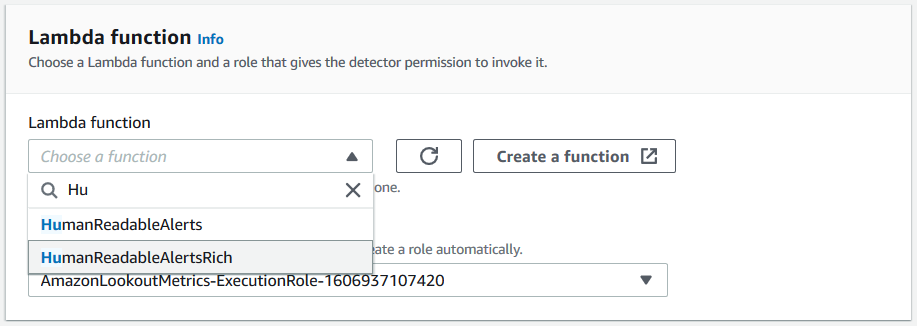 Lambda function Info
Choose a Lambda function and a role that gives the detector permission to invoke it.
Lambda function
Choose a function
Create a function
Hu
one.
HumanReadableAlerts
HumanReadableAlertsRich
eate a role automatically.
AmazonLookoutMetrics-ExecutionRole-1606937107420